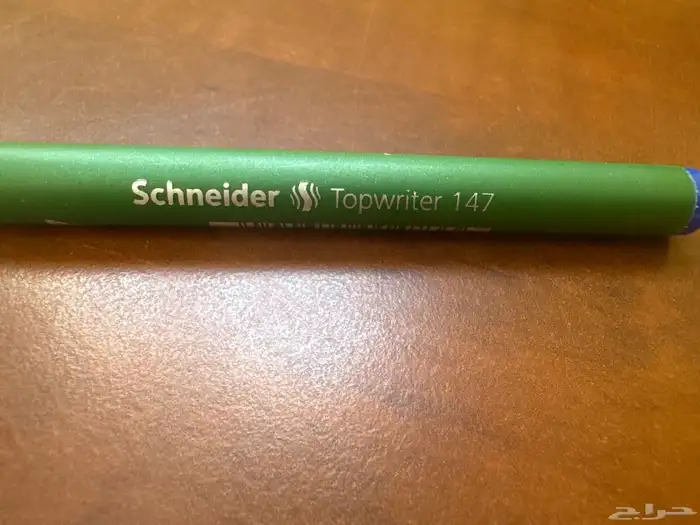 Schneider Topwriter 147
حراج